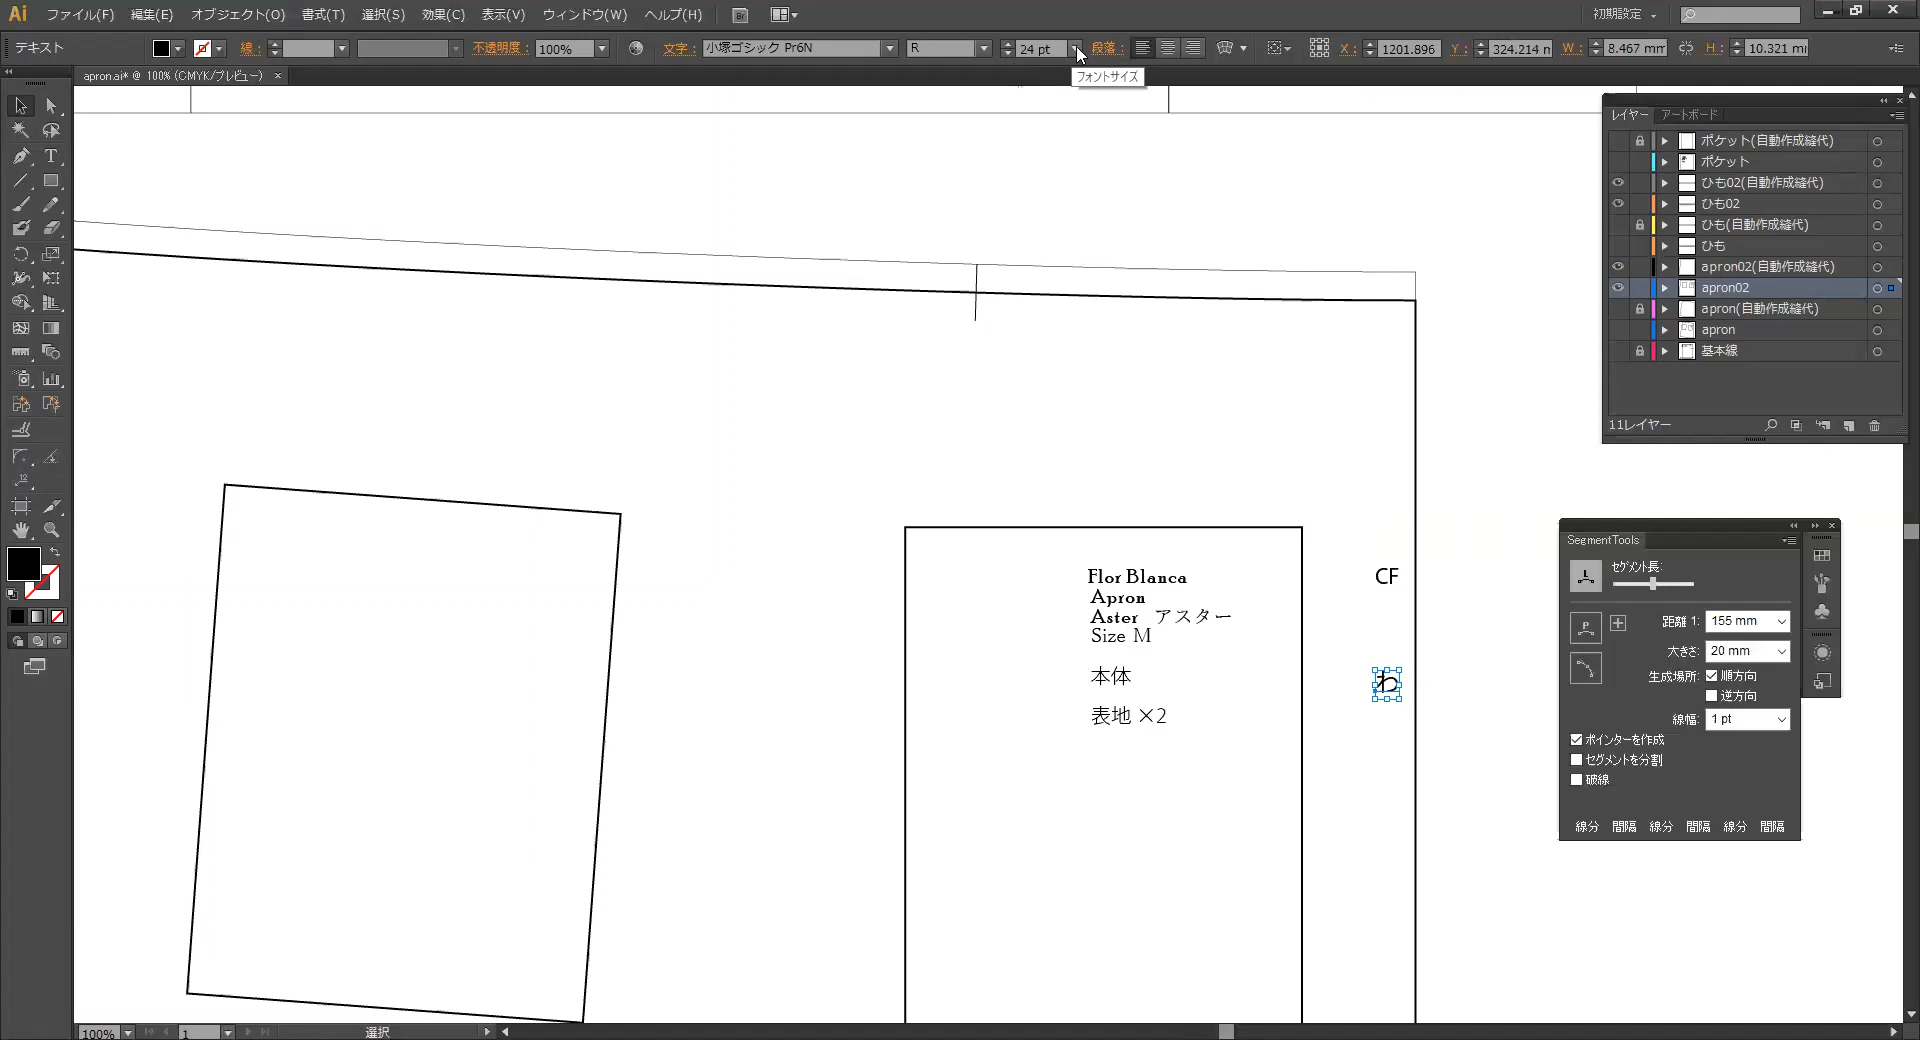 Ai ファイル(F) 編集(E) オブジェクト(O) 書式(T) 選択(S) 効果(C) 表示(V) ウィンドウ(W) ヘルプ(H) Br 初期設定
テキスト 線: 不透明度: 100% 文字: 小塚ゴシック Pr6N R 24 pt 段落: X: 1201.896 Y: 324.214 m W: 8.467 mm H: 10.321 m
apron.ai* @ 100% (CMYK/プレビュー) ×
フォントサイズ
レイヤー アートボード
ポケット(自動作成縫代)
ポケット
ひも02(自動作成縫代)
ひも02
ひも(自動作成縫代)
ひも
apron02(自動作成縫代)
apron02
apron(自動作成縫代)
apron
基本線
11レイヤー
Flor Blanca
Apron
Aster アスター
Size M
本体
表地 ×2
CF
わ
SegmentTools
L セグメント長:
P 距離 1: 155 mm
大きさ: 20 mm
生成場所: 順方向
逆方向
線幅: 1 pt
ポインターを作成
セグメントを分割
破線
線分 間隔 線分 間隔 線分 間隔
100% 1 選択